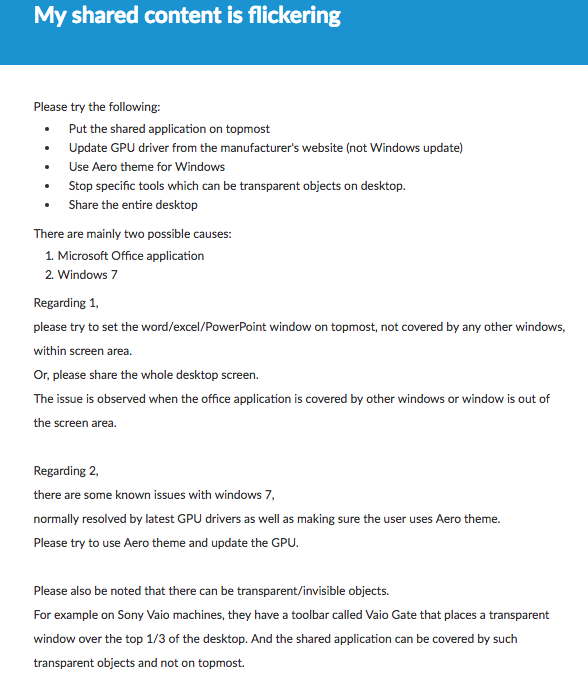 My shared content is flickering
Please try the following:
• Put the shared application on topmost
• Update GPU driver from the manufacturer's website (not Windows update)
• Use Aero theme for Windows
• Stop specific tools which can be transparent objects on desktop.
• Share the entire desktop
There are mainly two possible causes:
1. Microsoft Office application
2. Windows 7
Regarding 1,
please try to set the word/excel/PowerPoint window on topmost, not covered by any other windows,
within screen area.
Or, please share the whole desktop screen.
The issue is observed when the office application is covered by other windows or window is out of
the screen area.
Regarding 2,
there are some known issues with windows 7,
normally resolved by latest GPU drivers as well as making sure the user uses Aero theme.
Please try to use Aero theme and update the GPU.
Please also be noted that there can be transparent/invisible objects.
For example on Sony Vaio machines, they have a toolbar called Vaio Gate that places a transparent
window over the top 1/3 of the desktop. And the shared application can be covered by such
transparent objects and not on topmost.